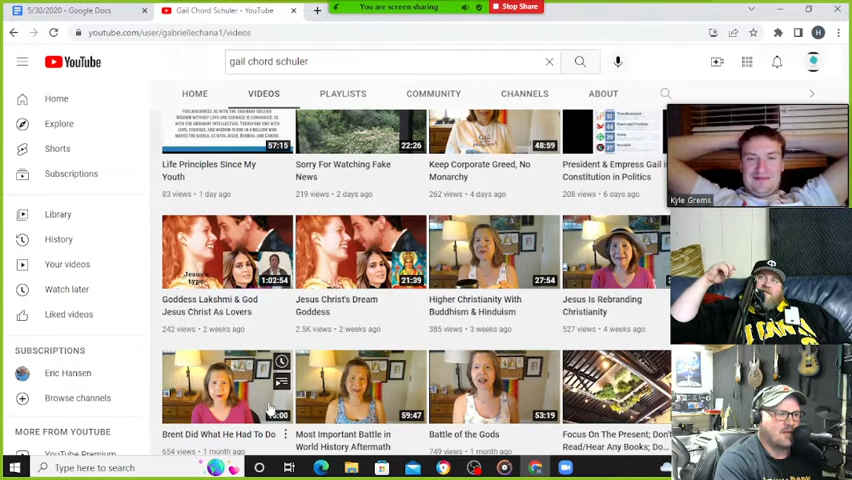 5/30/2020 - Google Docs
Gail Chord Schuler - YouTube
You are screen sharing
Stop Share
youtube.com/user/gabriellechana1/videos
H
YouTube
gail chord schuler
HOME
VIDEOS
PLAYLISTS
COMMUNITY
CHANNELS
ABOUT
Home
Explore
Shorts
Subscriptions
Library
History
Your videos
Watch later
Liked videos
SUBSCRIPTIONS
Eric Hansen
Browse channels
MORE FROM YOUTUBE
YouTube Premium
57:15
Life Principles Since My
Youth
83 views • 1 day ago
22:26
Sorry For Watching Fake
News
219 views • 2 days ago
48:59
Keep Corporate Greed, No
Monarchy
262 views • 4 days ago
President & Empress Gail is
Constitution in Politics
208 views • 6 days ago
Jesus'
type
1:02:54
Goddess Lakshmi & God
Jesus Christ As Lovers
242 views • 2 weeks ago
21:39
Jesus Christ's Dream
Goddess
2.5K views • 2 weeks ago
27:54
Higher Christianity With
Buddhism & Hinduism
385 views • 3 weeks ago
Jesus Is Rebranding
Christianity
527 views • 4 weeks ago
Brent Did What He Had To Do
654 views • 1 month ago
59:47
Most Important Battle in
World History Aftermath
53:19
Battle of the Gods
749 views • 1 month ago
Focus On The Present; Don't
Read/Hear Any Books; Do...
Kyle Grems
Type here to search